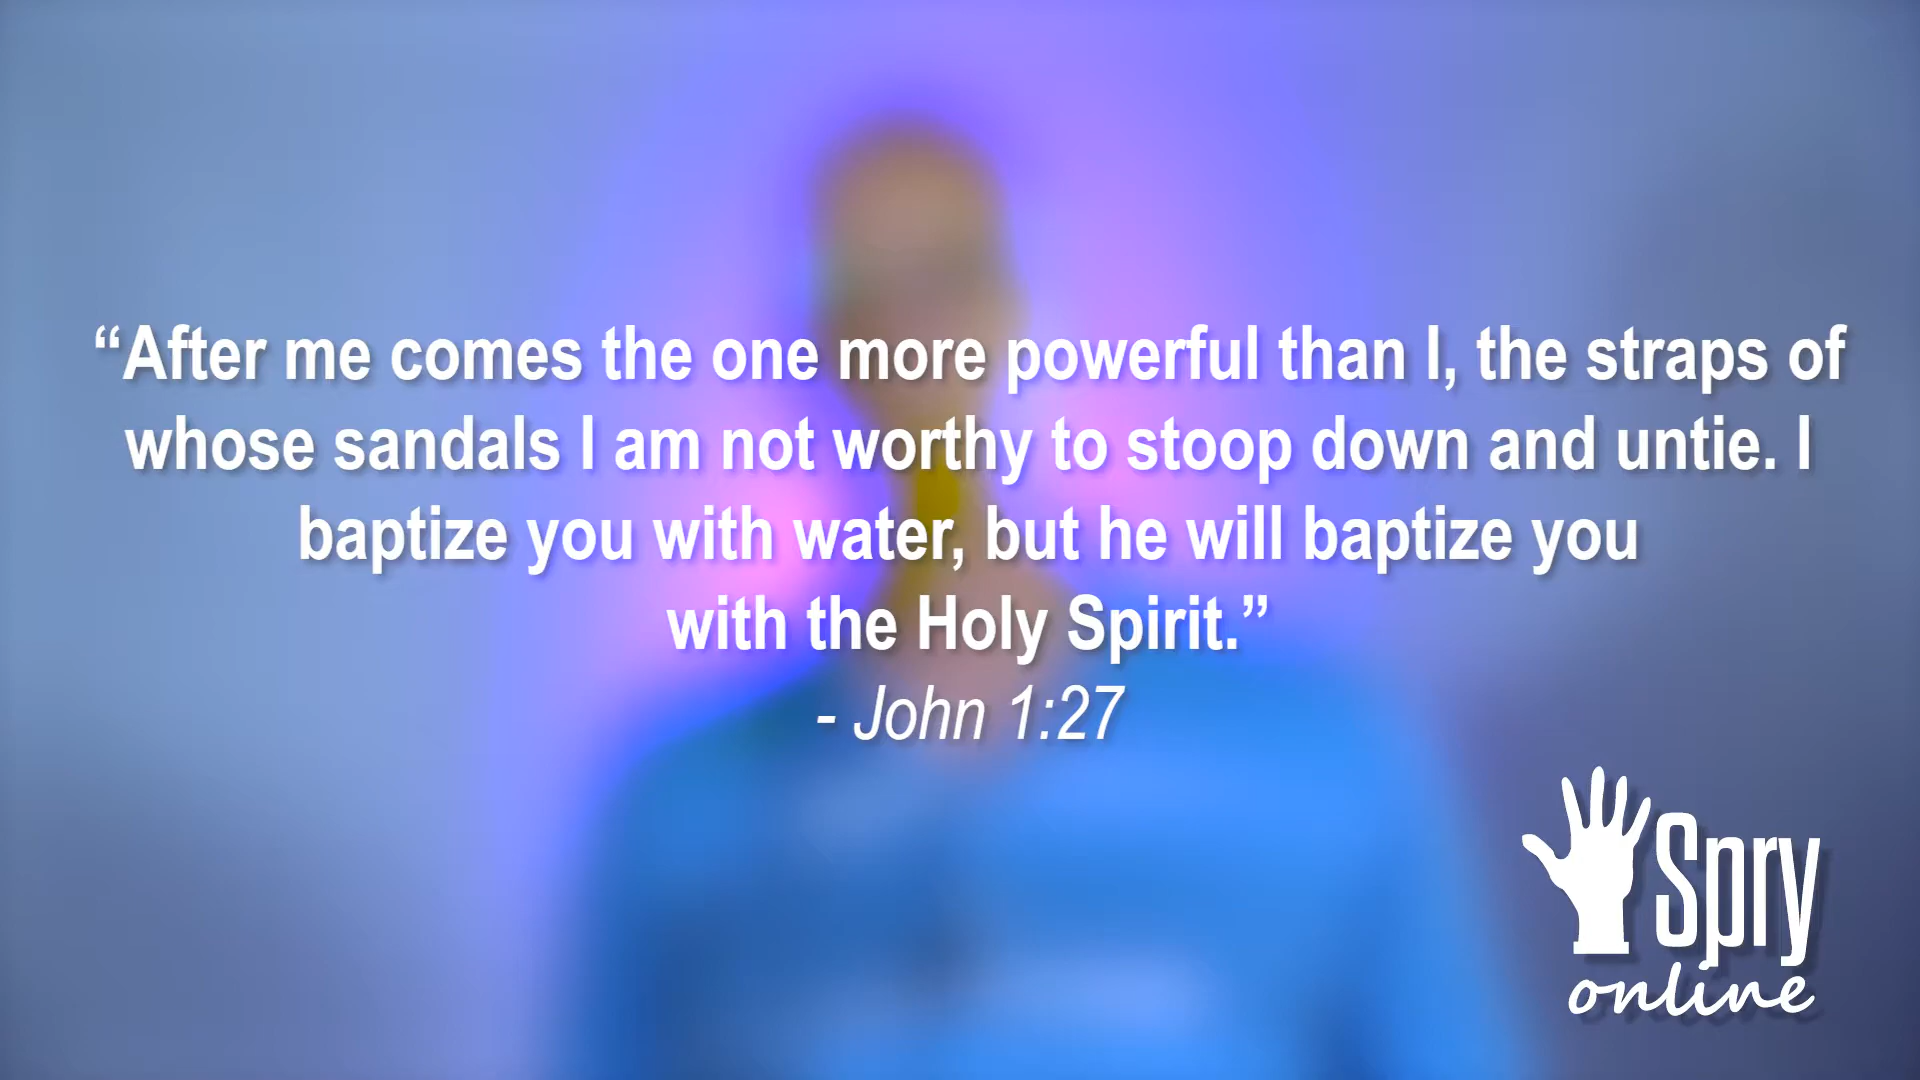 “After me comes the one more powerful than I, the straps of
whose sandals I am not worthy to stoop down and untie. I
baptize you with water, but he will baptize you
with the Holy Spirit.”
- John 1:27
Spry
online